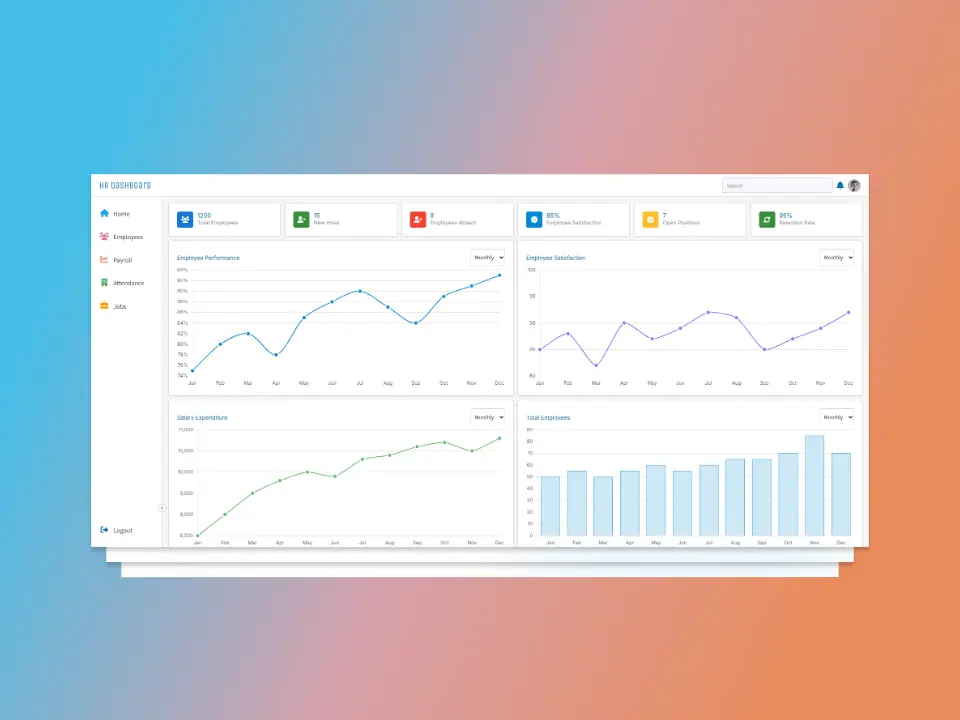 HR DASHBOARD
Search
Home
Employees
Payroll
Attendance
Jobs
Logout
1200
Total Employees
15
New Hires
8
Employees Absent
85%
Employee Satisfaction
7
Open Positions
95%
Retention Rate
Employee Performance
Monthly
94%
92%
90%
88%
86%
84%
82%
80%
78%
76%
74%
Jan Feb Mar Apr May Jun Jul Aug Sep Oct Nov Dec
Employee Satisfaction
Monthly
100
95
90
85
80
Jan Feb Mar Apr May Jun Jul Aug Sep Oct Nov Dec
Salary Expenditure
Monthly
11,000
10,500
10,000
9,500
9,000
8,500
Jan Feb Mar Apr May Jun Jul Aug Sep Oct Nov Dec
Total Employees
Monthly
90
80
70
60
50
40
30
20
10
0
Jan Feb Mar Apr May Jun Jul Aug Sep Oct Nov Dec